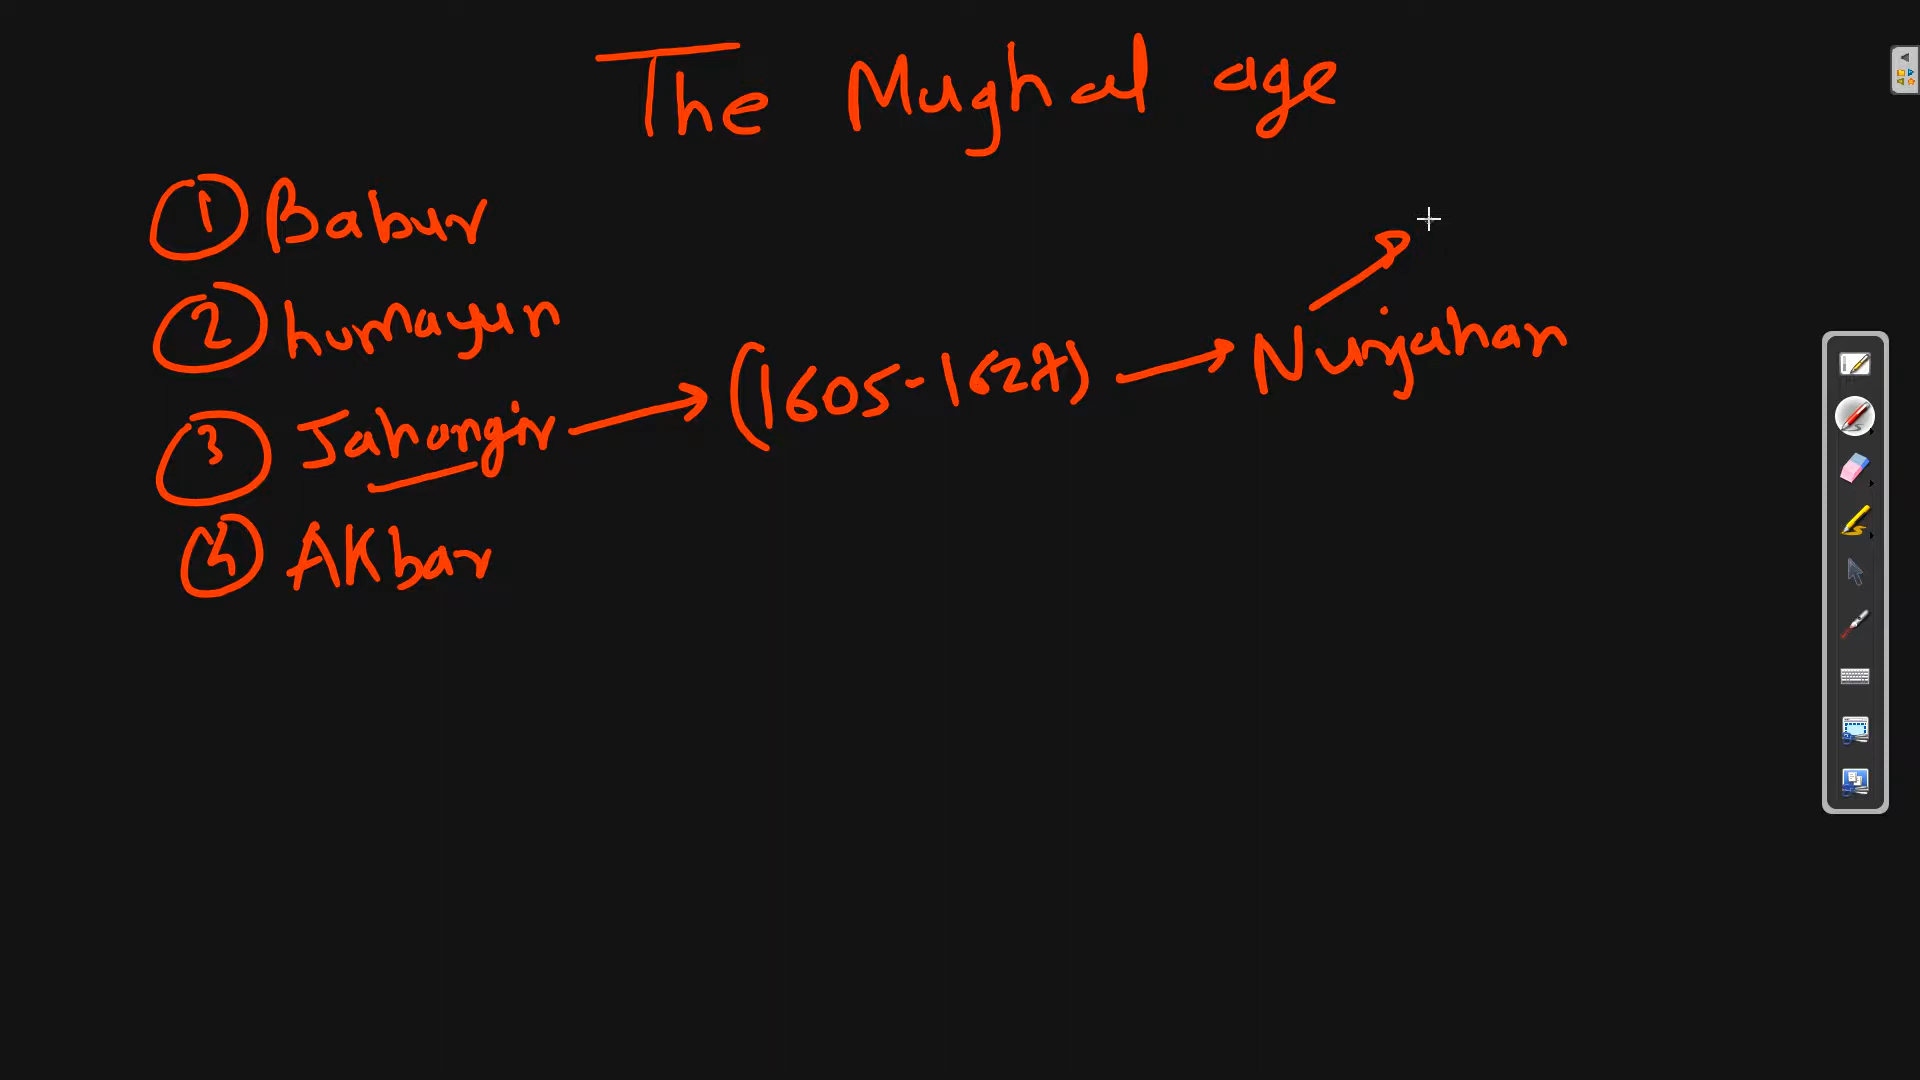 The Mughal age
1 Babur
2 humayun
3 Jahangir → (1605-1627) → Nurjahan
4 AKbar